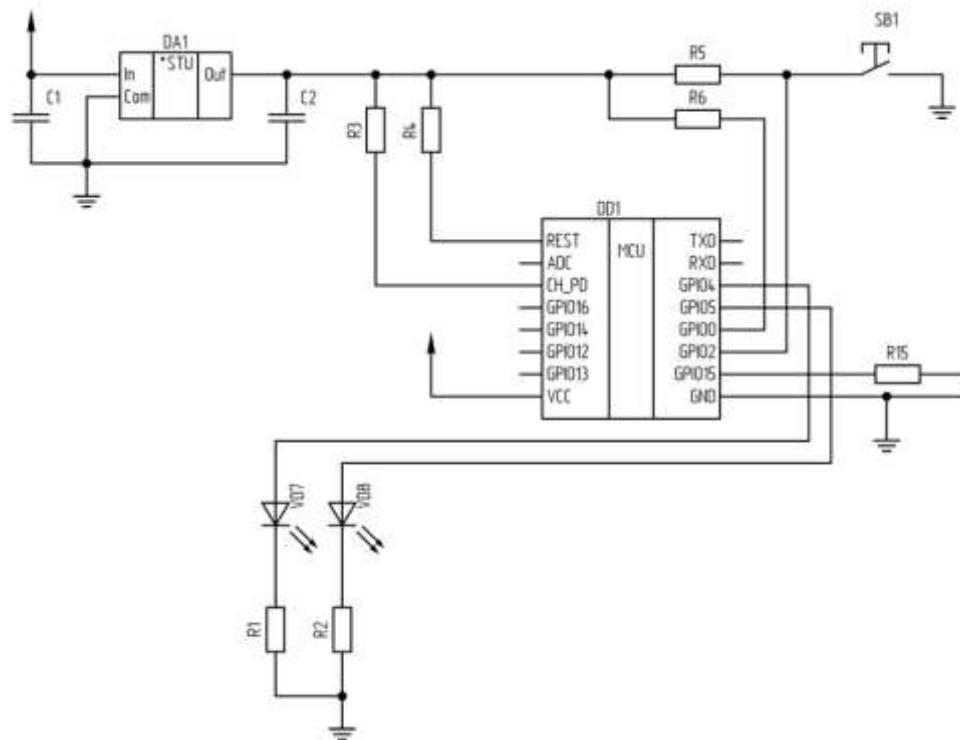 SB1
DA1
*STU
In
Out
Com
C1
C2
R3
R4
R5
R6
DD1
MCU
REST
ADC
CH_PD
GPIO16
GPIO14
GPIO12
GPIO13
VCC
TXD
RXD
GPIO4
GPIO5
GPIO0
GPIO2
GPIO15
GND
R15
VD7
VD8
R1
R2